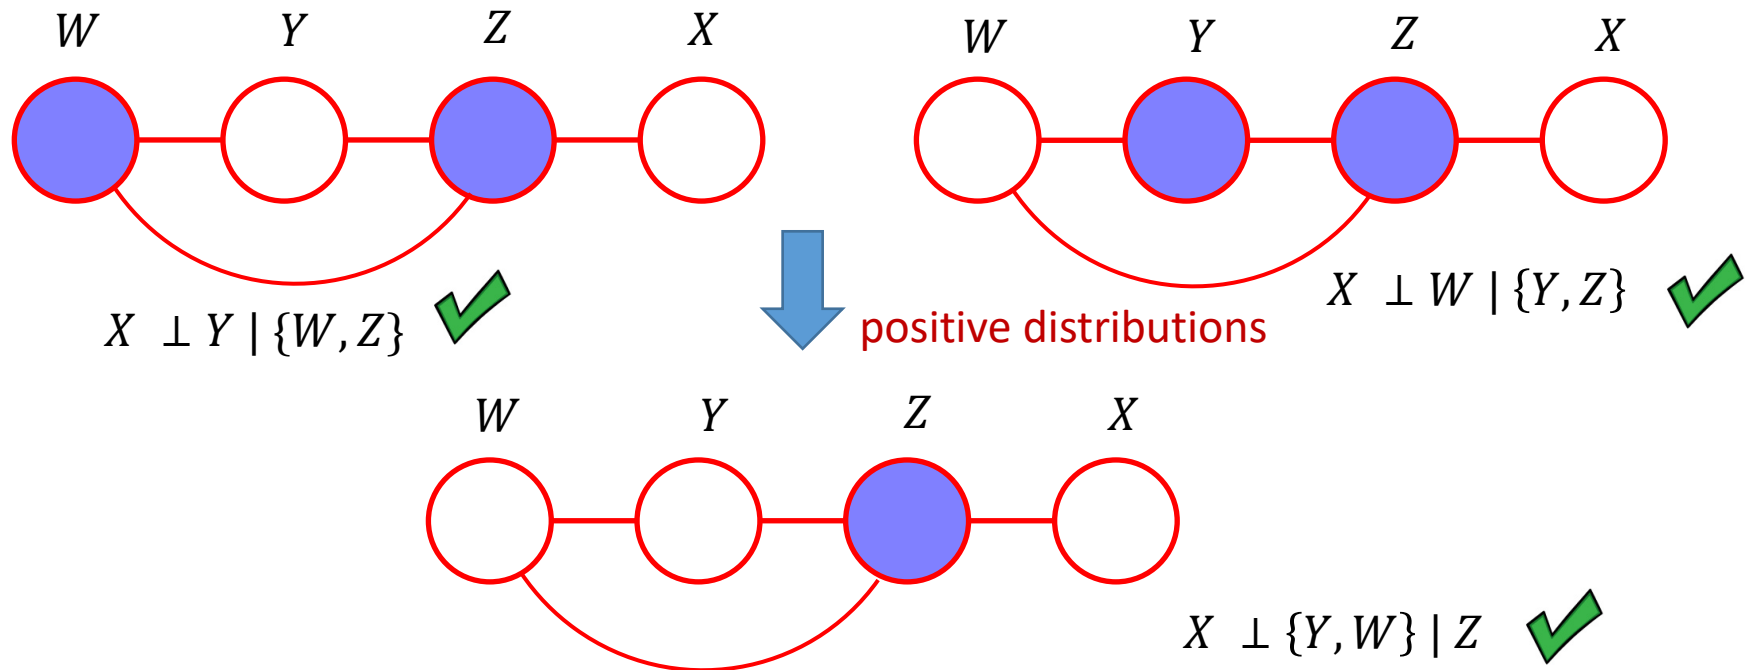 W Y Z X
W Y Z X
X ⊥ Y | {W, Z}
X ⊥ W | {Y, Z}
positive distributions
W Y Z X
X ⊥ {Y, W} | Z